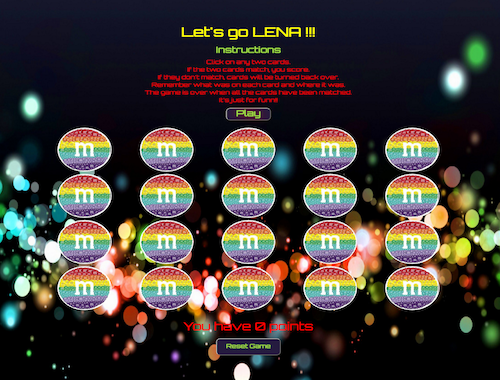 Let's go LENA !!!
Instructions
Click on any two cards.
If the two cards match, you score.
If they don't match, cards will be turned back over.
Remember what was on each card and where it was.
The game is over when all the cards have been matched
It's just for fun!!
Play
m m m m m
m m m m m
m m m m m
m m m m m
You have 0 points
Reset Game